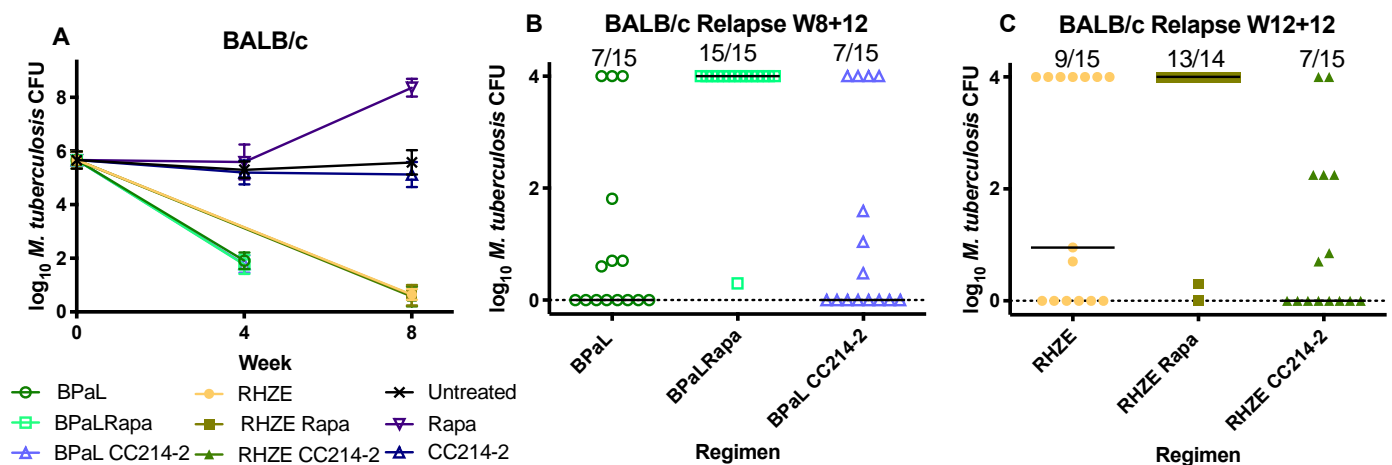 A
BALB/c
log10 M. tuberculosis CFU
8
6
4
2
0
0
4
8
Week
BPaL
RHZE
Untreated
BPaLRapa
RHZE Rapa
Rapa
BPaL CC214-2
RHZE CC214-2
CC214-2
B
BALB/c Relapse W8+12
7/15
15/15
7/15
log10 M. tuberculosis CFU
4
2
0
BPaL
BPaLRapa
BPaL CC214-2
Regimen
C
BALB/c Relapse W12+12
9/15
13/14
7/15
log10 M. tuberculosis CFU
4
2
0
RHZE
RHZE Rapa
RHZE CC214-2
Regimen